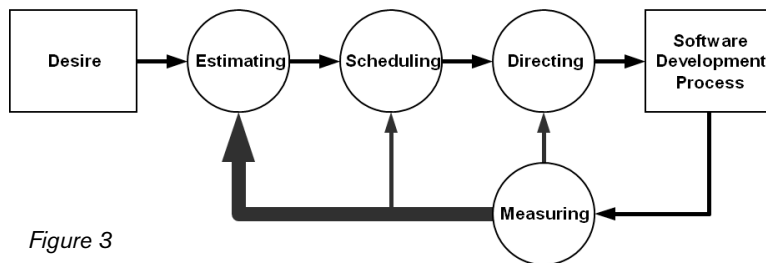 Desire
Estimating
Scheduling
Directing
Software
Development
Process
Measuring
Figure 3